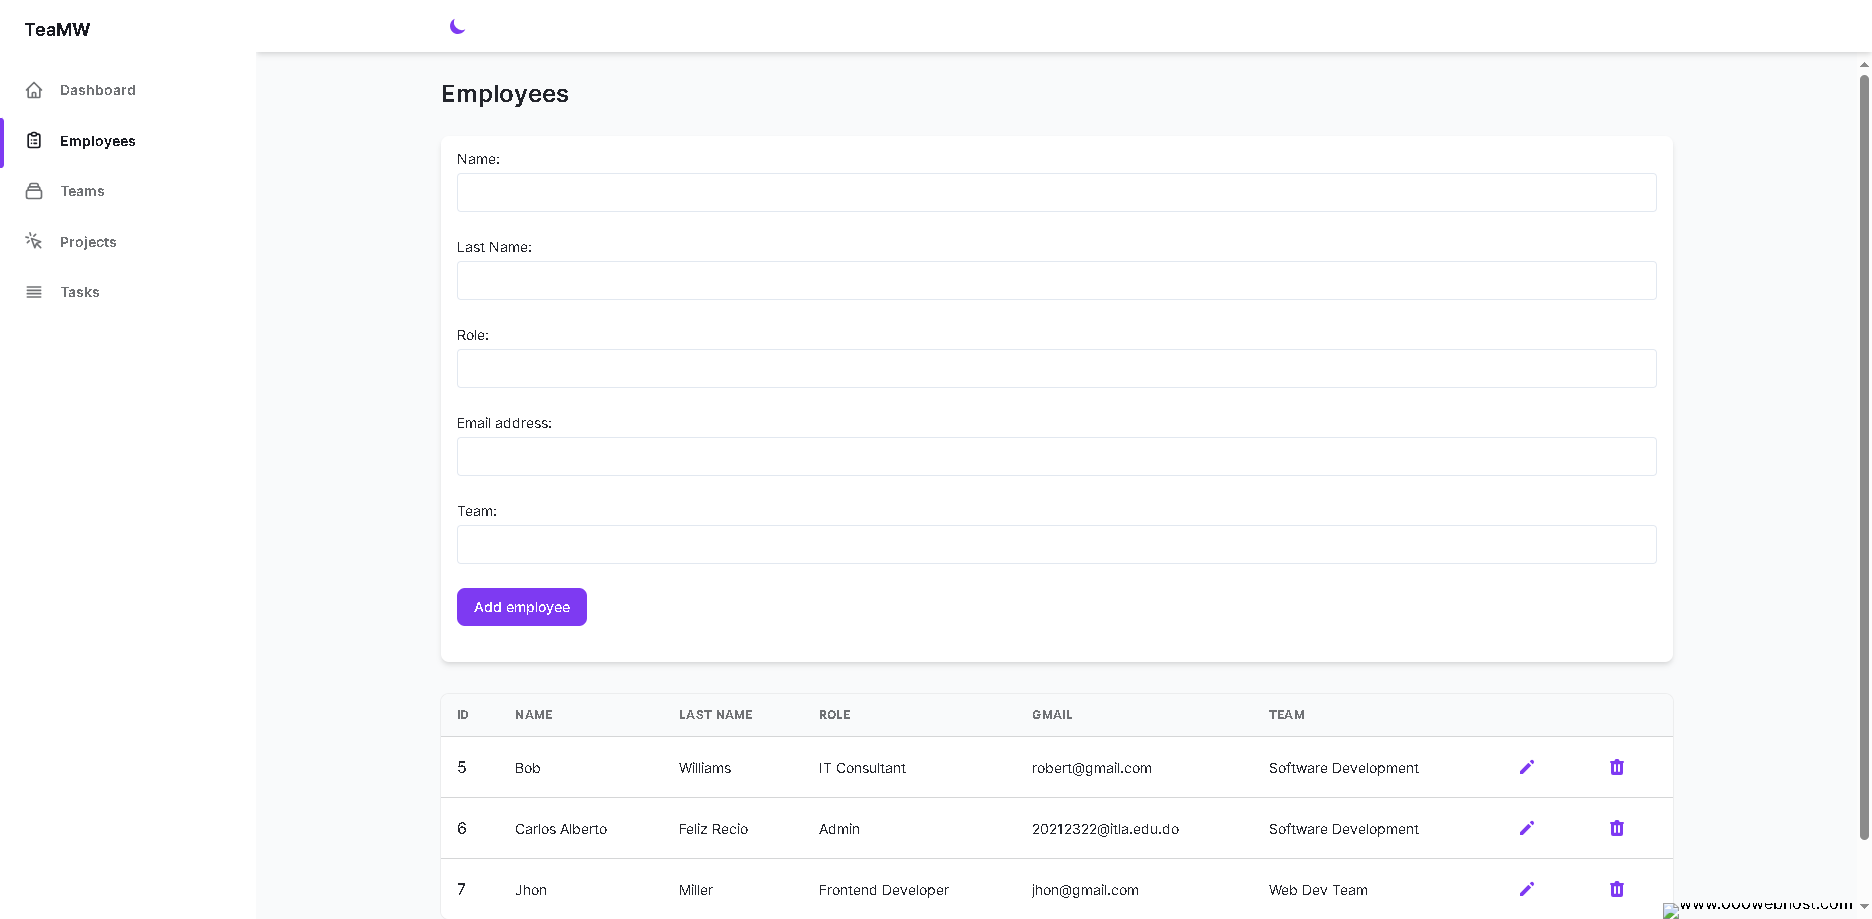 TeaMW
Dashboard
Employees
Teams
Projects
Tasks
Employees
Name:
Last Name:
Role:
Email address:
Team:
Add employee
ID NAME LAST NAME ROLE GMAIL TEAM
5 Bob Williams IT Consultant robert@gmail.com Software Development
6 Carlos Alberto Feliz Recio Admin 20212322@itla.edu.do Software Development
7 Jhon Miller Frontend Developer jhon@gmail.com Web Dev Team
www.000webhost.com